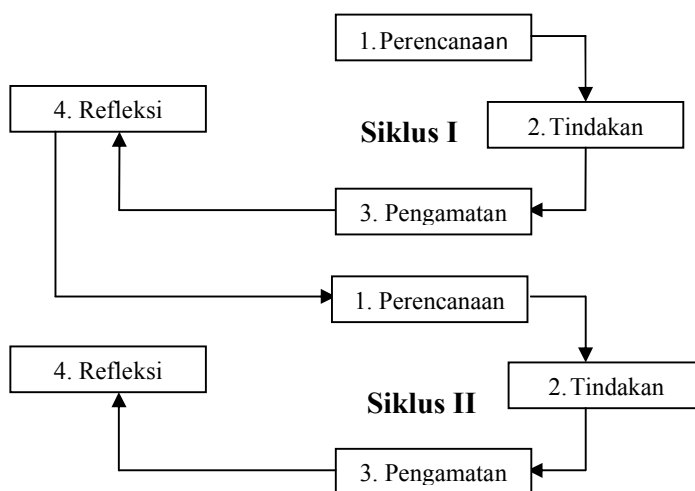 1. Perencanaan
4. Refleksi
Siklus I
2. Tindakan
3. Pengamatan
1. Perencanaan
4. Refleksi
2. Tindakan
Siklus II
3. Pengamatan